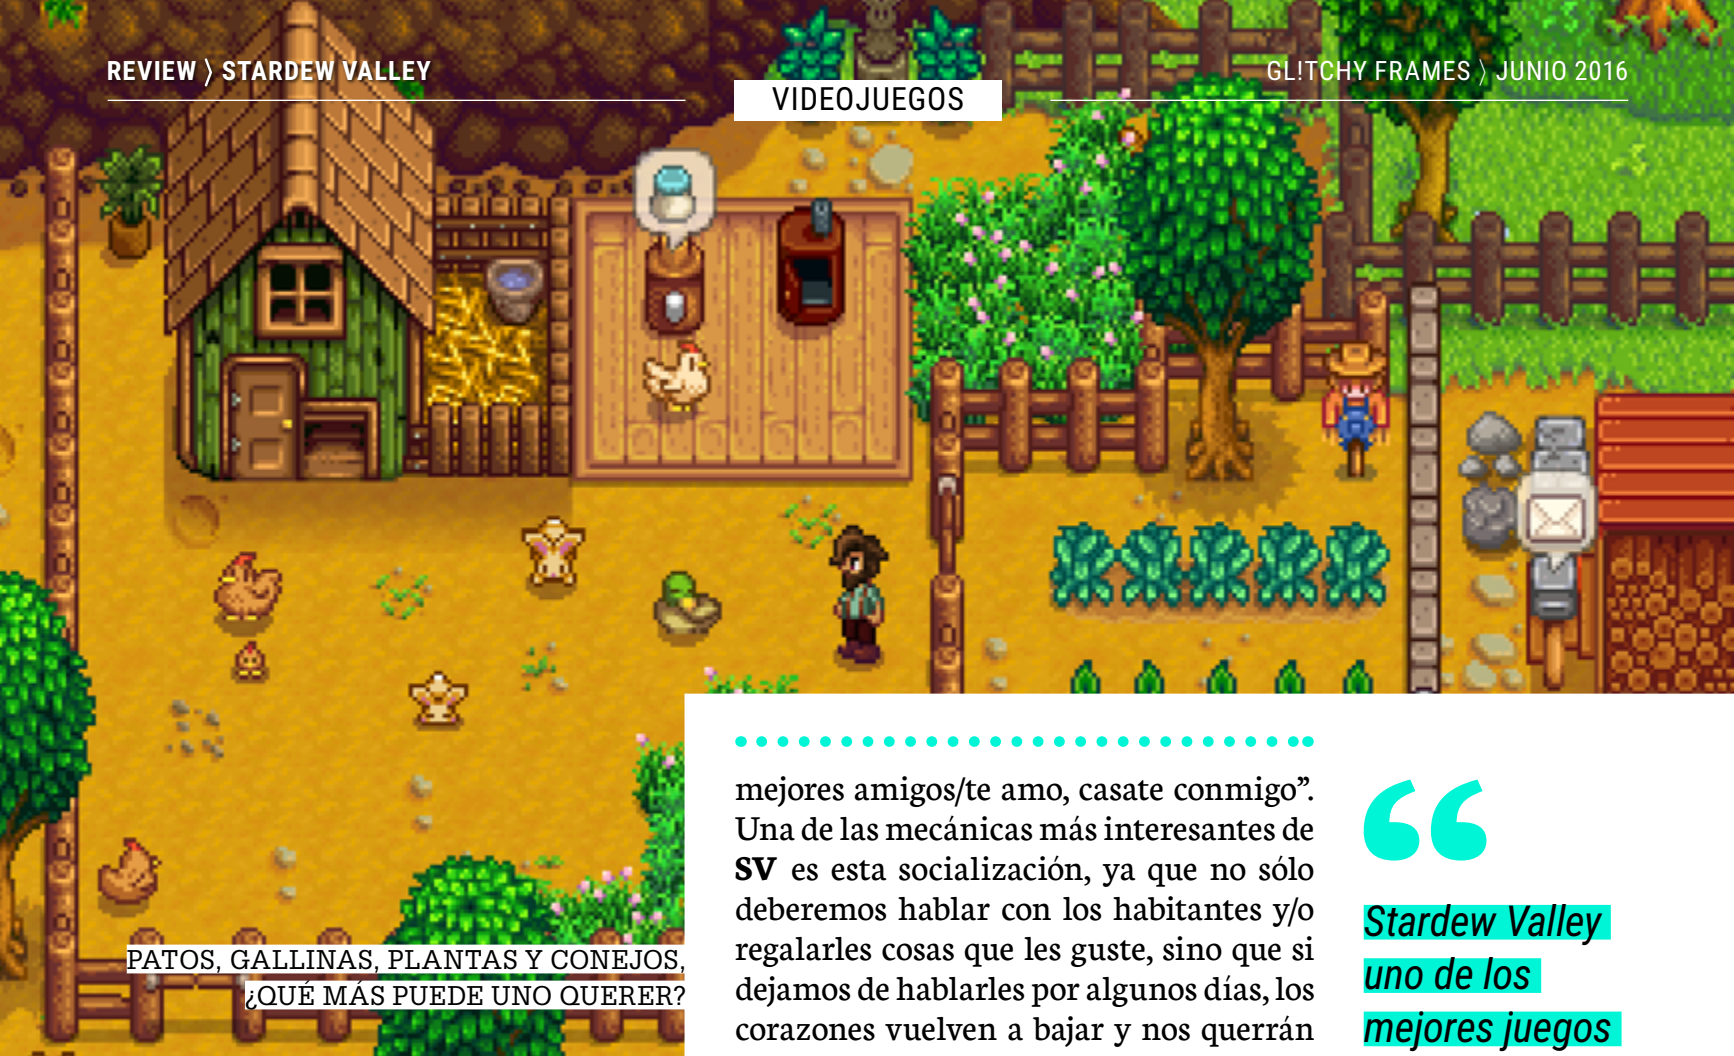 REVIEW 〉 STARDEW VALLEY
VIDEOJUEGOS
GL!TCHY FRAMES 〉 JUNIO 2016
PATOS, GALLINAS, PLANTAS Y CONEJOS,
¿QUÉ MÁS PUEDE UNO QUERER?
mejores amigos/te amo, casate conmigo”.
Una de las mecánicas más interesantes de
SV es esta socialización, ya que no sólo
deberemos hablar con los habitantes y/o
regalarles cosas que les guste, sino que si
dejamos de hablarles por algunos días, los
corazones vuelven a bajar y nos querrán
“
Stardew Valley
uno de los
mejores juegos